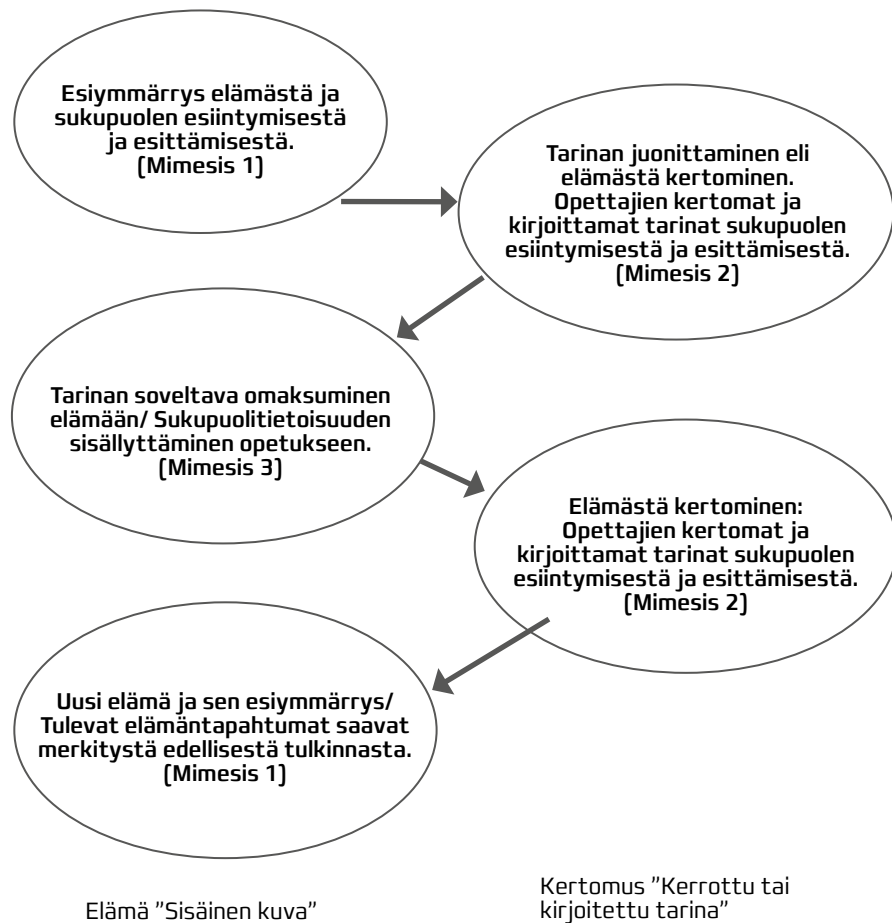 Esiymmärrys elämästä ja
sukupuolen esiintymisestä
ja esittämisestä.
(Mimesis 1)
Tarinan juonittaminen eli
elämästä kertominen.
Opettajien kertomat ja
kirjoittamat tarinat sukupuolen
esiintymisestä ja esittämisestä.
(Mimesis 2)
Tarinan soveltava omaksuminen
elämään/ Sukupuolitietoisuuden
sisällyttäminen opetukseen.
(Mimesis 3)
Elämästä kertominen:
Opettajien kertomat ja
kirjoittamat tarinat sukupuolen
esiintymisestä ja esittämisestä.
(Mimesis 2)
Uusi elämä ja sen esiymmärrys/
Tulevat elämäntapahtumat saavat
merkitystä edellisestä tulkinnasta.
(Mimesis 1)
Elämä ”Sisäinen kuva”
Kertomus ”Kerrottu tai
kirjoitettu tarina”